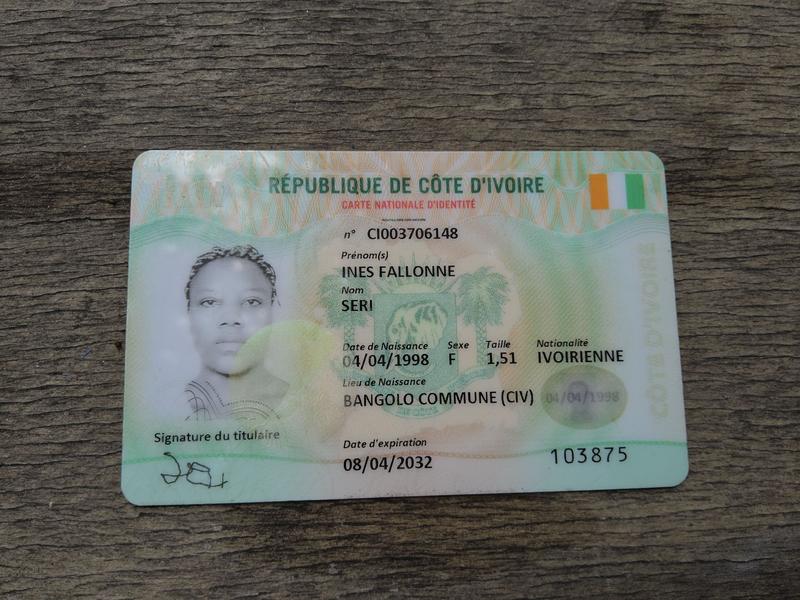 RÉPUBLIQUE DE CÔTE D'IVOIRE
CARTE NATIONALE D'IDENTITÉ
n° CI003706148
Prénom(s)
INES FALLONNE
Nom
SERI
Date de Naissance Sexe Taille Nationalité
04/04/1998 F 1,51 IVOIRIENNE
Lieu de Naissance
BANGOLO COMMUNE (CIV)
04/04/1998
Signature du titulaire
Date d'expiration
08/04/2032
103875
CÔTE D'IVOIRE